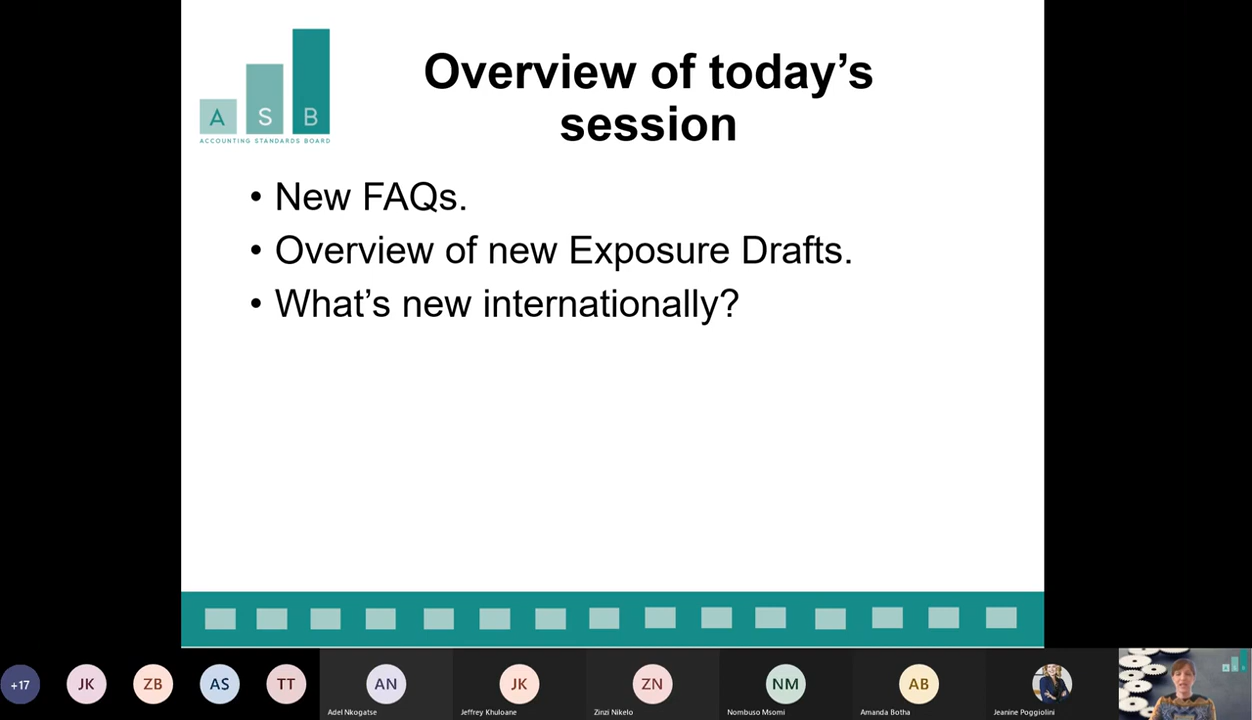 Overview of today's
session
A S B
ACCOUNTING STANDARDS BOARD
• New FAQs.
• Overview of new Exposure Drafts.
• What's new internationally?
+17
JK
ZB
AS
TT
AN
JK
ZN
NM
AB
Adel Nkogatse
Jeffrey Khuloane
Zinzi Nikelo
Nombuso Msomi
Amanda Botha
Jeanine Poggiolini